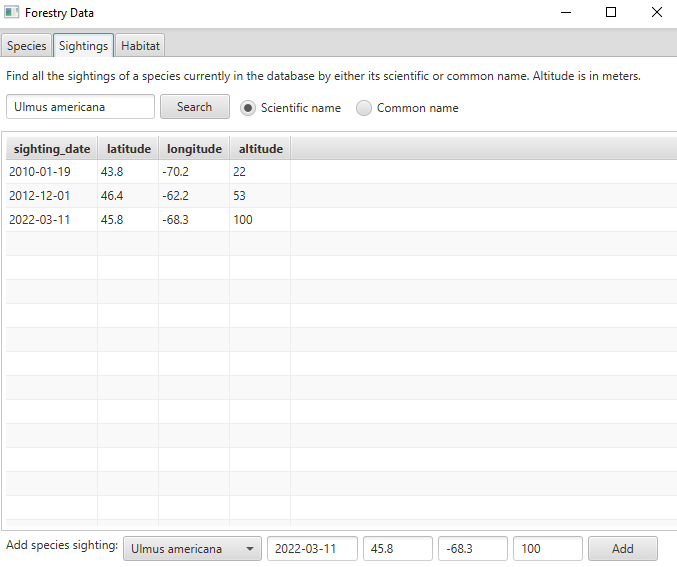 Forestry Data
Species Sightings Habitat
Find all the sightings of a species currently in the database by either its scientific or common name. Altitude is in meters.
Ulmus americana Search Scientific name Common name
sighting_date latitude longitude altitude
2010-01-19 43.8 -70.2 22
2012-12-01 46.4 -62.2 53
2022-03-11 45.8 -68.3 100
Add species sighting: Ulmus americana 2022-03-11 45.8 -68.3 100 Add